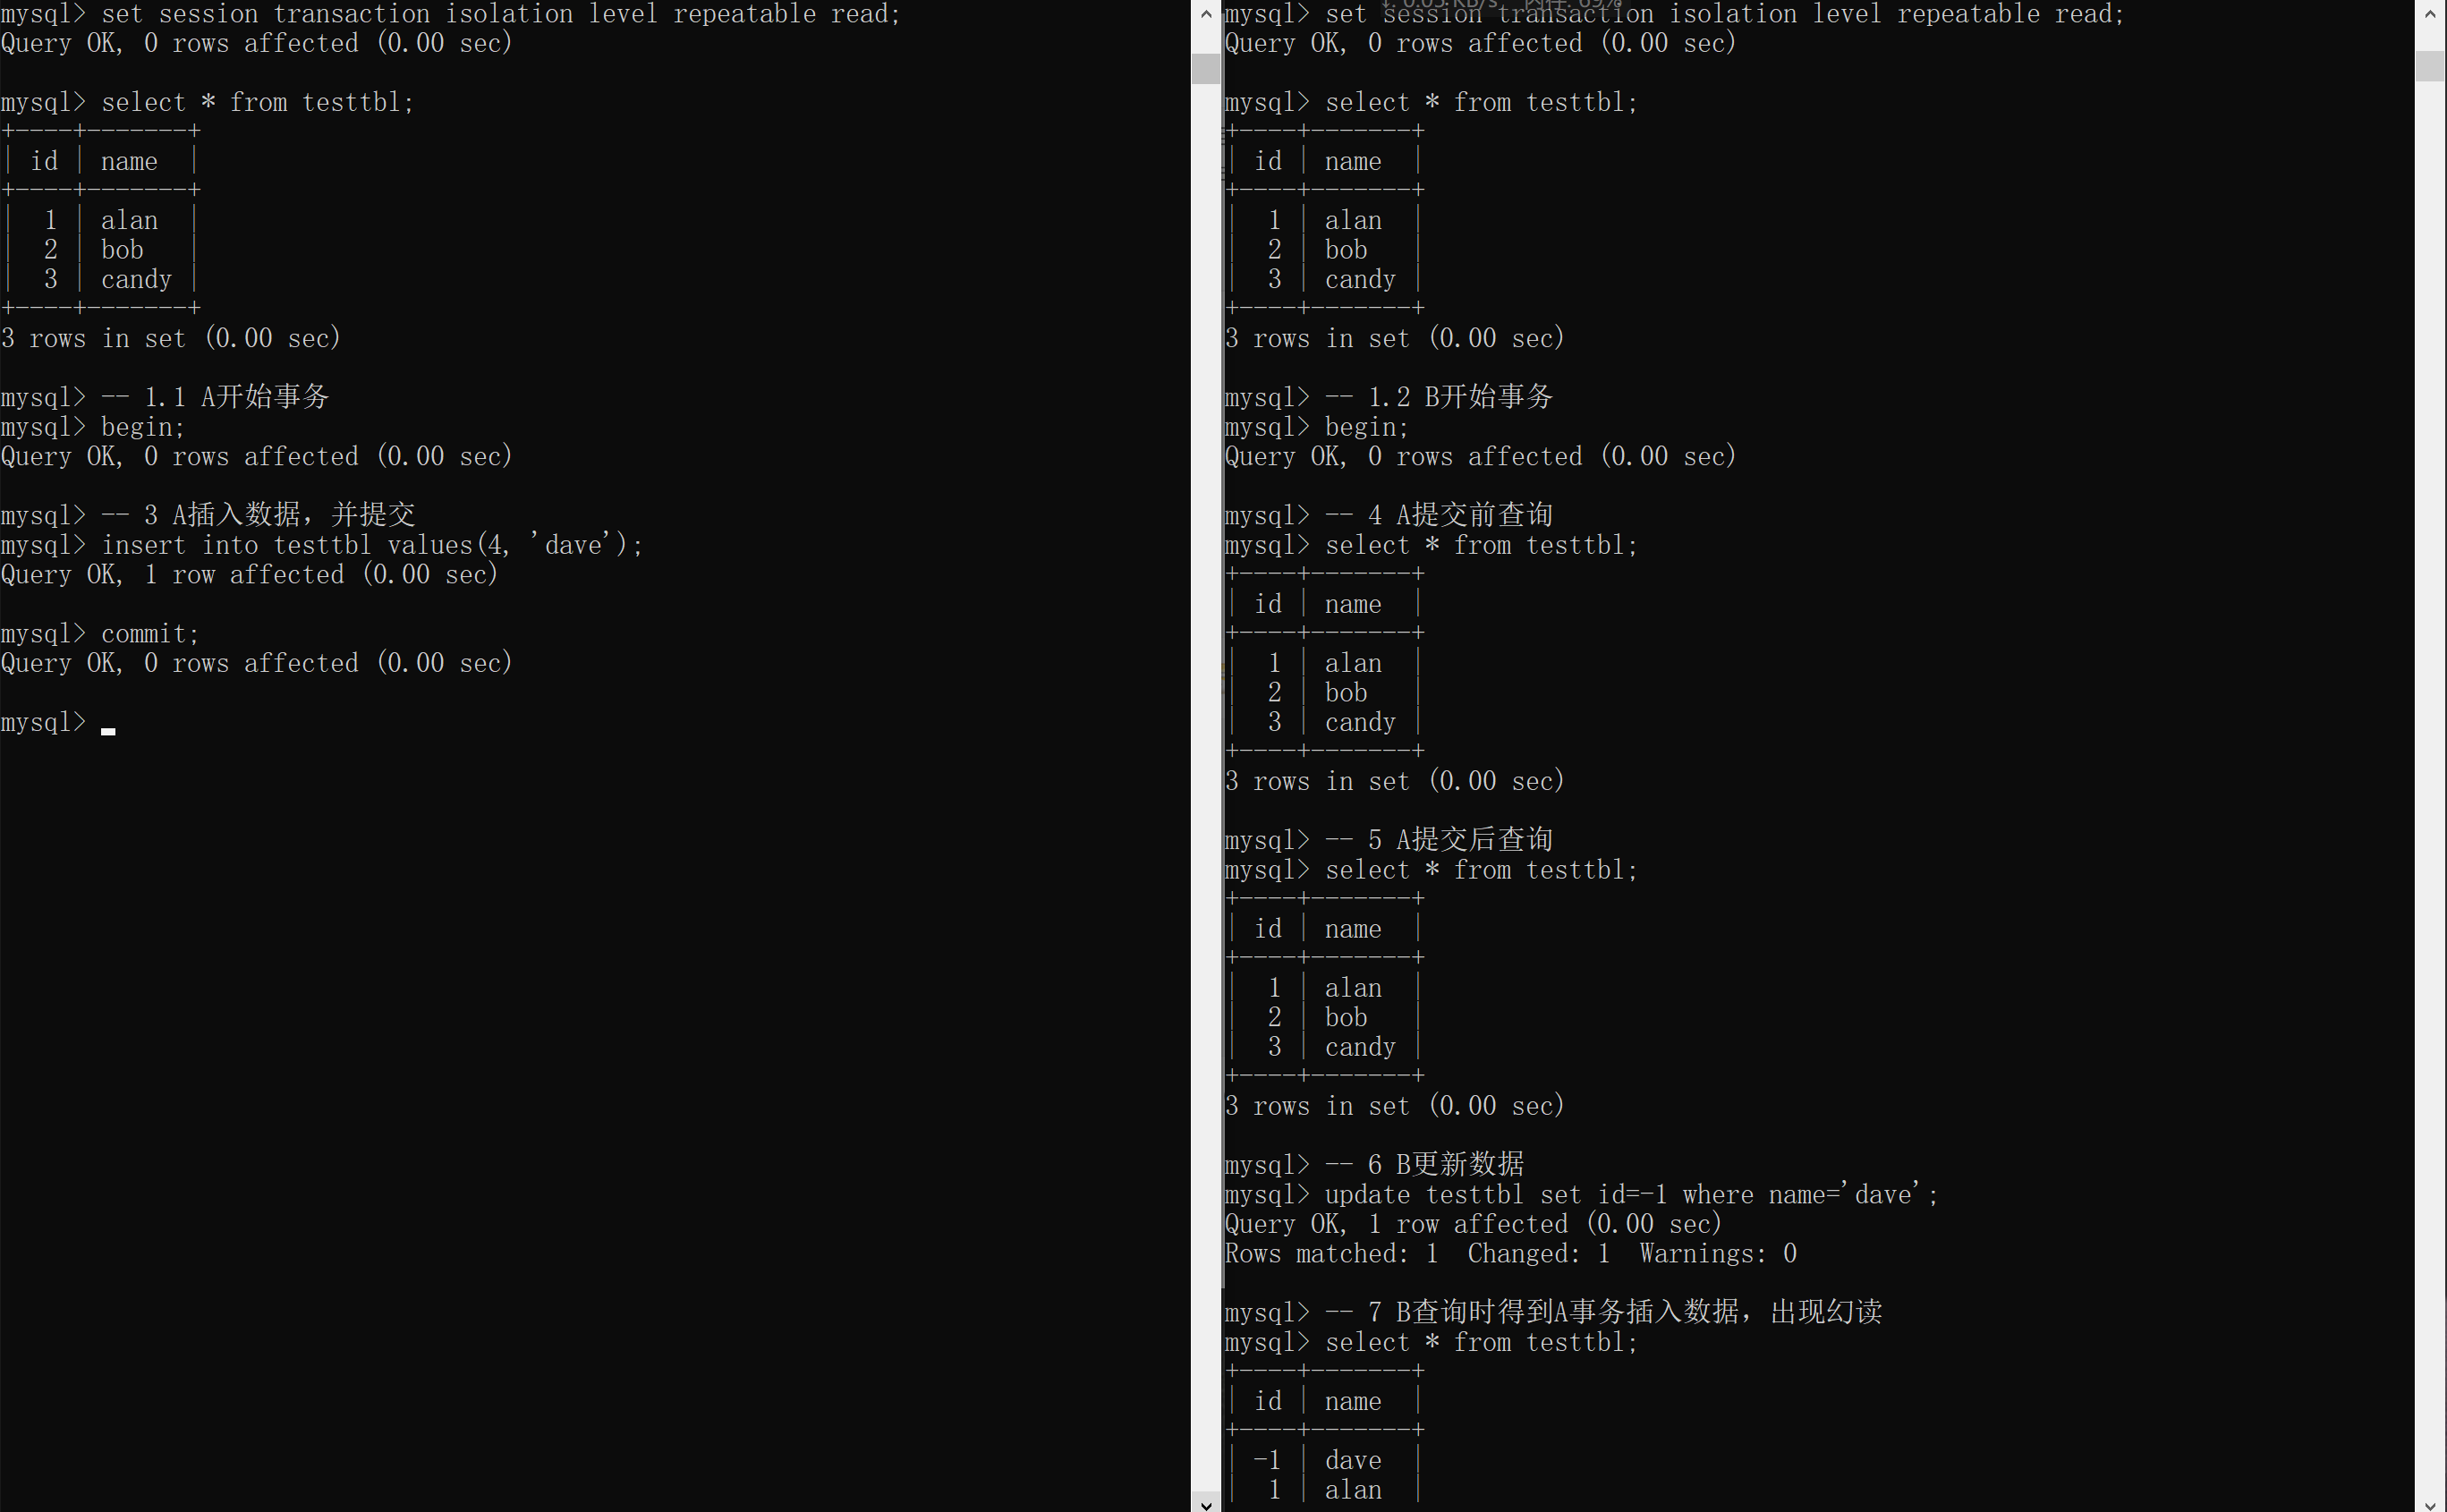 mysql> set session transaction isolation level repeatable read;
Query OK, 0 rows affected (0.00 sec)

mysql> select * from testtbl;
+----+-------+
| id | name  |
+----+-------+
|  1 | alan  |
|  2 | bob   |
|  3 | candy |
+----+-------+
3 rows in set (0.00 sec)

mysql> -- 1.1 A开始事务
mysql> begin;
Query OK, 0 rows affected (0.00 sec)

mysql> -- 3 A插入数据，并提交
mysql> insert into testtbl values(4, 'dave');
Query OK, 1 row affected (0.00 sec)

mysql> commit;
Query OK, 0 rows affected (0.00 sec)

mysql>
mysql> set session transaction isolation level repeatable read;
Query OK, 0 rows affected (0.00 sec)

mysql> select * from testtbl;
+----+-------+
| id | name  |
+----+-------+
|  1 | alan  |
|  2 | bob   |
|  3 | candy |
+----+-------+
3 rows in set (0.00 sec)

mysql> -- 1.2 B开始事务
mysql> begin;
Query OK, 0 rows affected (0.00 sec)

mysql> -- 4 A提交前查询
mysql> select * from testtbl;
+----+-------+
| id | name  |
+----+-------+
|  1 | alan  |
|  2 | bob   |
|  3 | candy |
+----+-------+
3 rows in set (0.00 sec)

mysql> -- 5 A提交后查询
mysql> select * from testtbl;
+----+-------+
| id | name  |
+----+-------+
|  1 | alan  |
|  2 | bob   |
|  3 | candy |
+----+-------+
3 rows in set (0.00 sec)

mysql> -- 6 B更新数据
mysql> update testtbl set id=-1 where name='dave';
Query OK, 1 row affected (0.00 sec)
Rows matched: 1  Changed: 1  Warnings: 0

mysql> -- 7 B查询时得到A事务插入数据，出现幻读
mysql> select * from testtbl;
+----+-------+
| id | name  |
+----+-------+
| -1 | dave  |
|  1 | alan  |